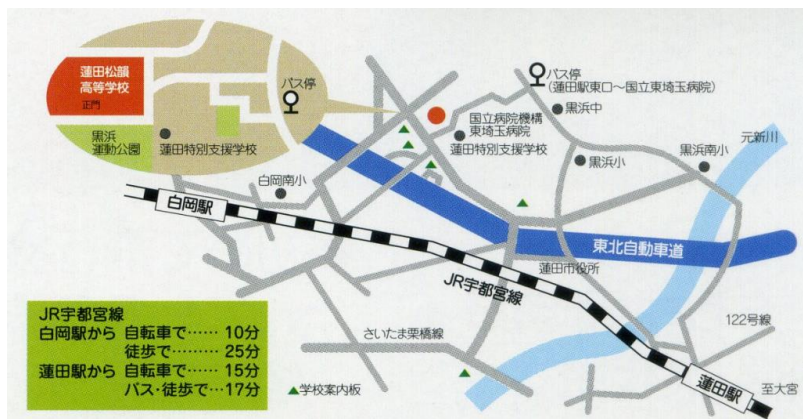 蓮田松韻
高等学校
正門
バス停
黒浜
運動公園
蓮田特別支援学校
バス停
(蓮田駅東口〜国立東埼玉病院)
黒浜中
国立病院機構
東埼玉病院
蓮田特別支援学校
元新川
黒浜小
黒浜南小
白岡南小
白岡駅
東北自動車道
蓮田市役所
JR宇都宮線
JR宇都宮線
白岡駅から 自転車で…… 10分
徒歩で……… 25分
蓮田駅から 自転車で…… 15分
バス・徒歩で…17分
さいたま栗橋線
122号線
▲学校案内板
蓮田駅
至大宮